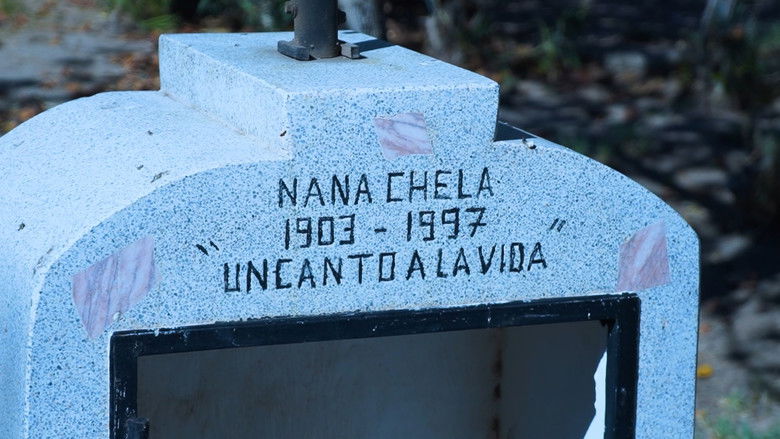 NANA CHELA
1903 - 1997
"UN CANTO A LA VIDA"